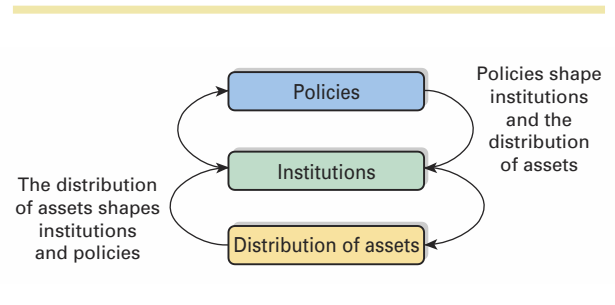 Policies
Policies shape
institutions
and the
distribution
of assets
Institutions
The distribution
of assets shapes
institutions
and policies
Distribution of assets